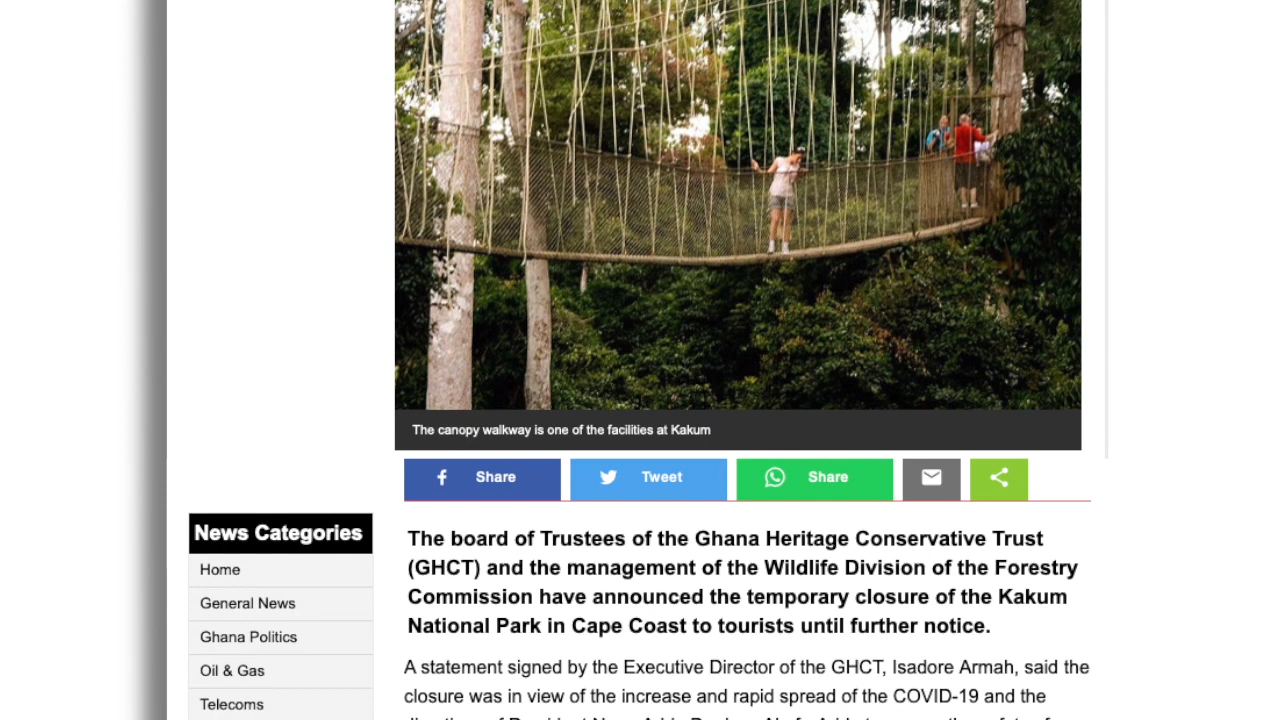 The canopy walkway is one of the facilities at Kakum
Share
Tweet
Share
News Categories
Home
General News
Ghana Politics
Oil & Gas
Telecoms
The board of Trustees of the Ghana Heritage Conservative Trust
(GHCT) and the management of the Wildlife Division of the Forestry
Commission have announced the temporary closure of the Kakum
National Park in Cape Coast to tourists until further notice.
A statement signed by the Executive Director of the GHCT, Isadore Armah, said the
closure was in view of the increase and rapid spread of the COVID-19 and the